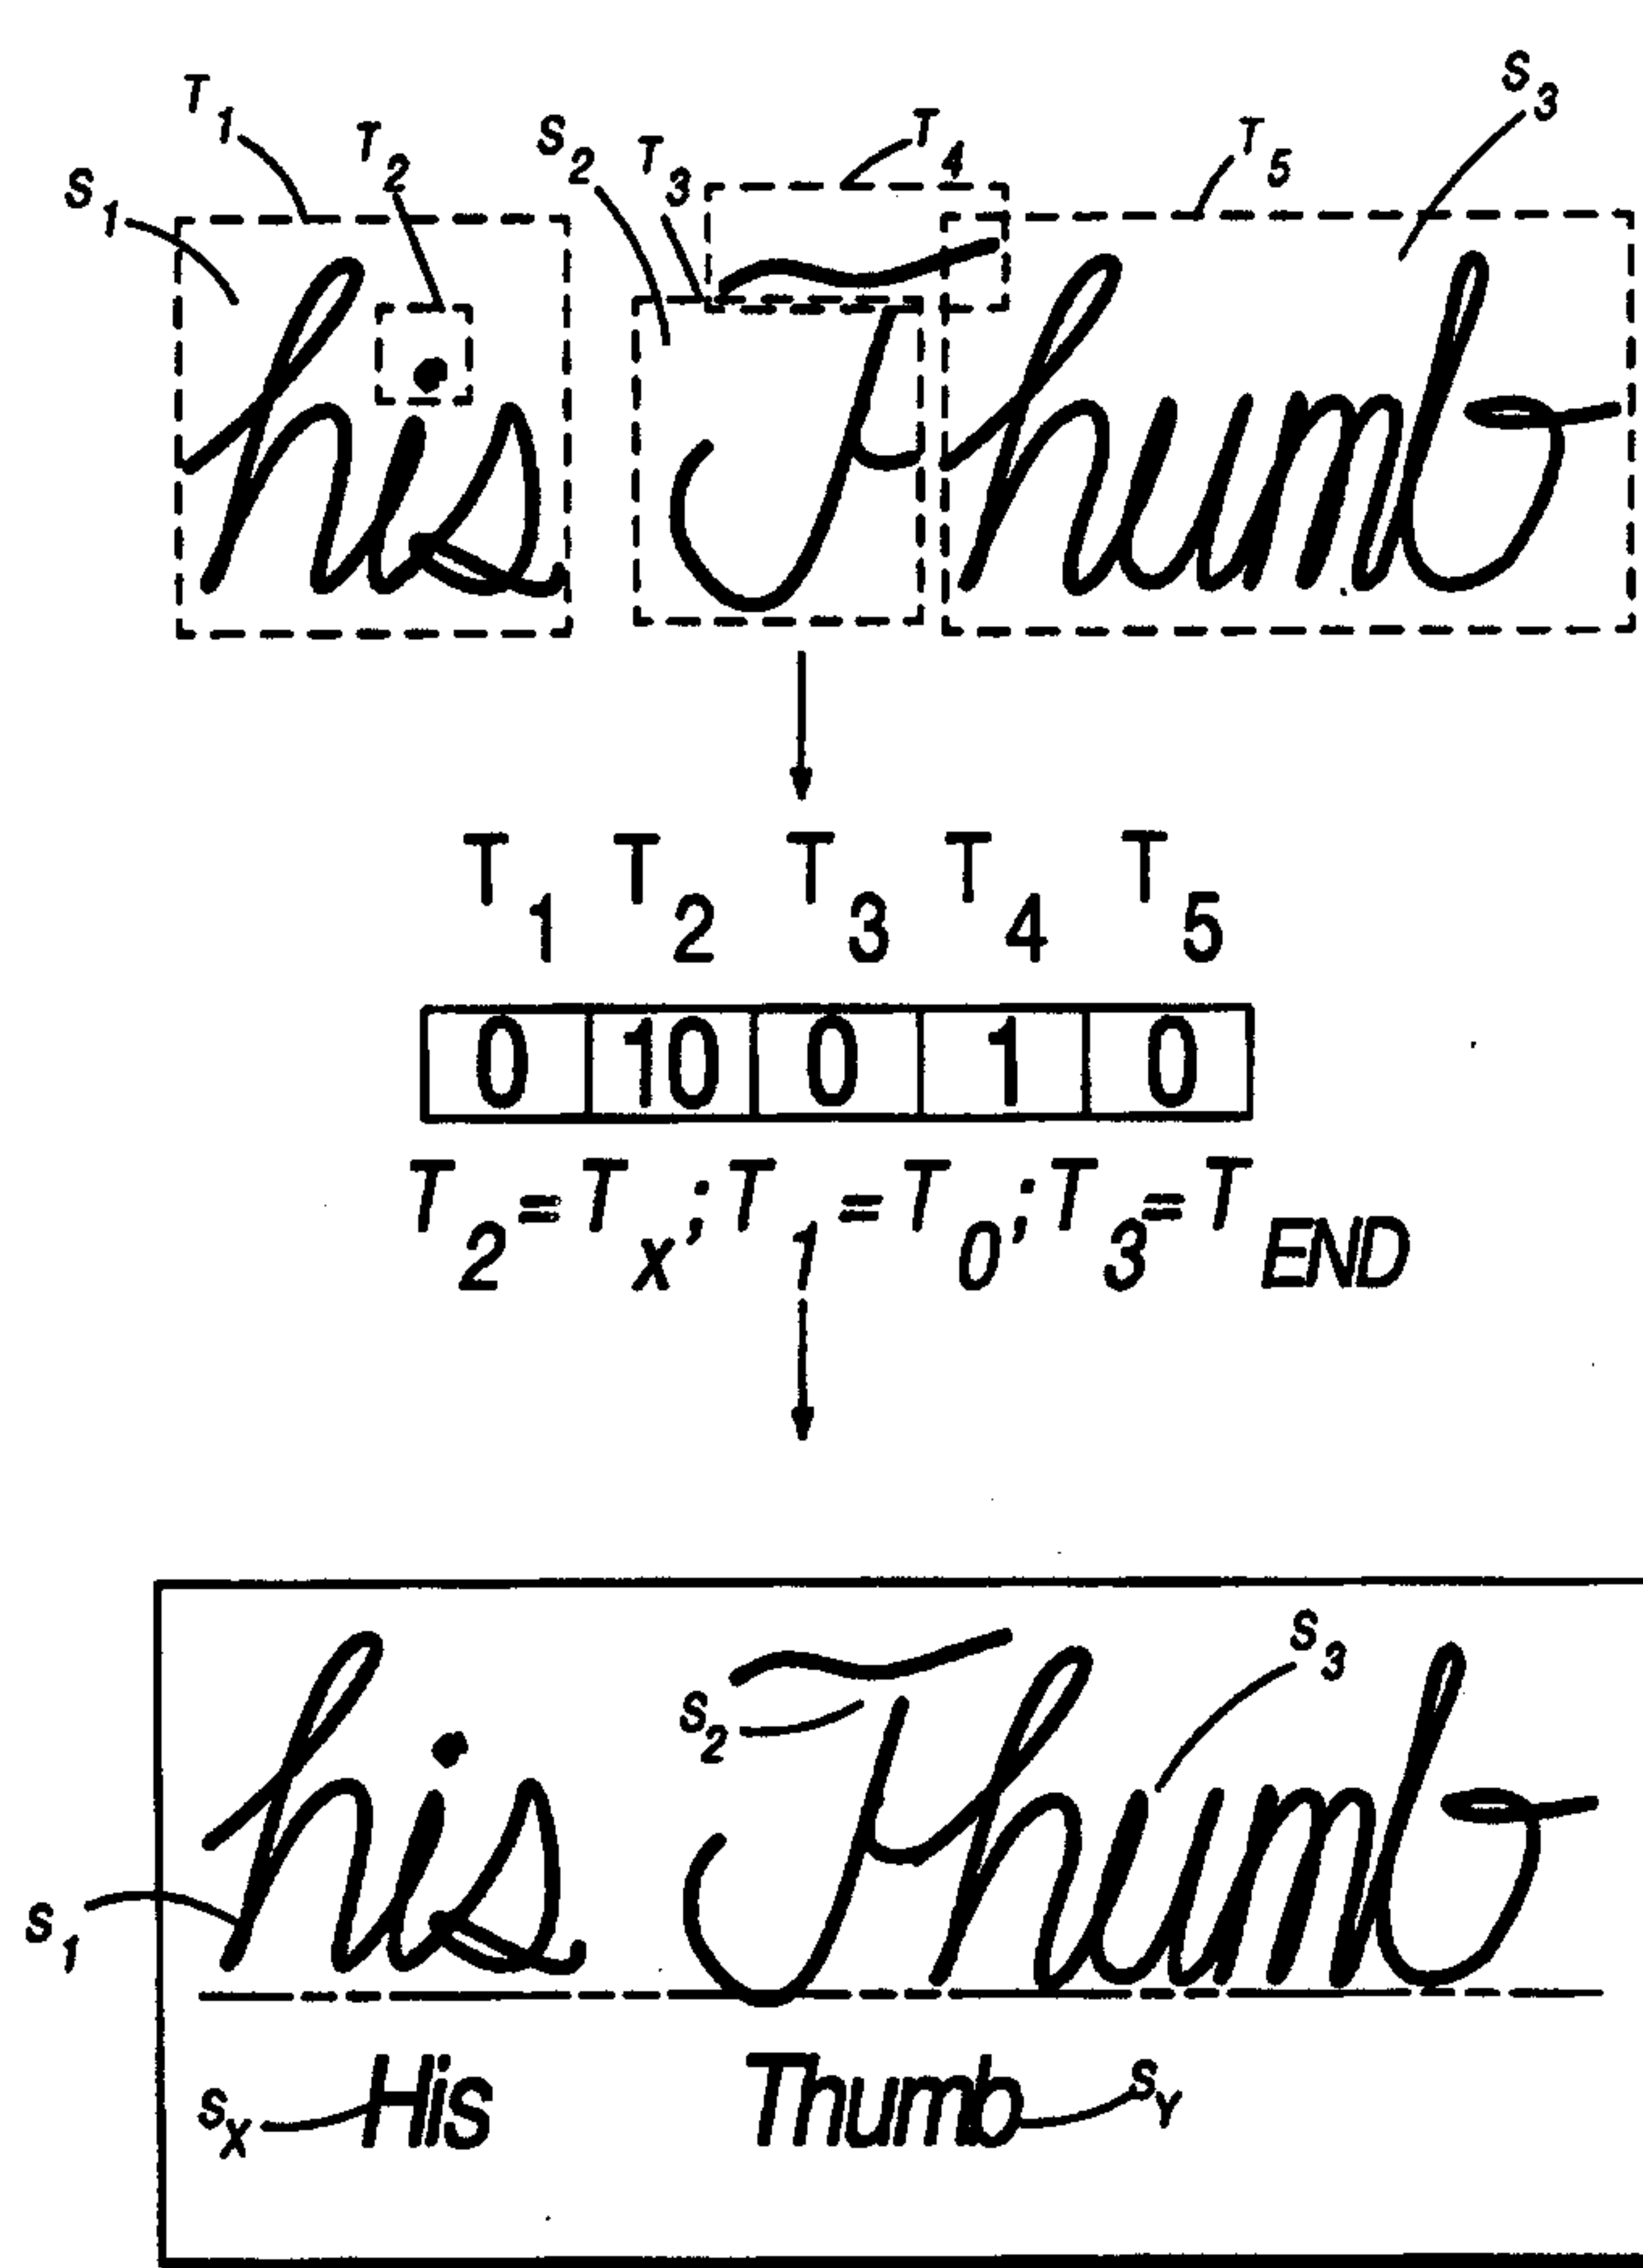 T1 T2 S2 T3 T4 T5 S3
S1
his Thumb
T1 T2 T3 T4 T5
0 10 0 1 0
T2=TX; T1=T0; T3=TEND
S3
S2
his Thumb
S1
SX His Thumb SY